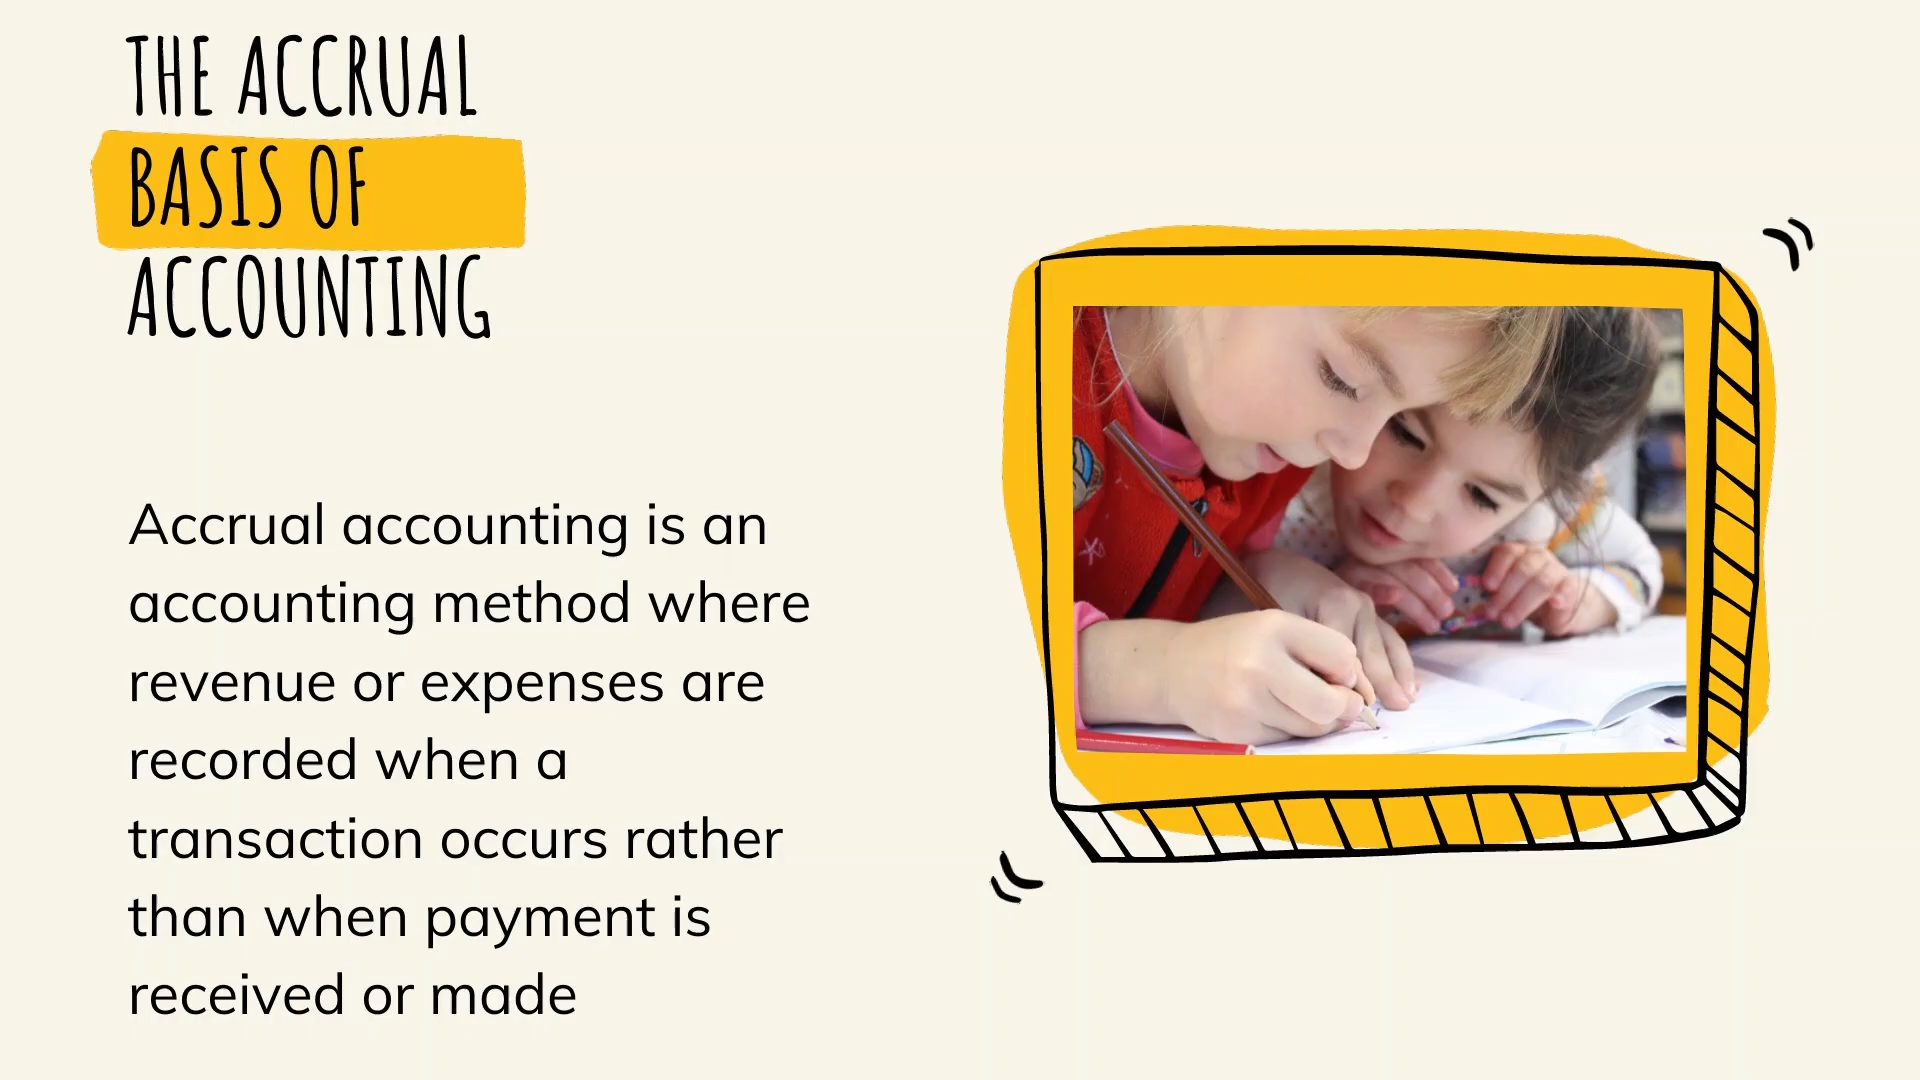 THE ACCRUAL
BASIS OF
ACCOUNTING
Accrual accounting is an
accounting method where
revenue or expenses are
recorded when a
transaction occurs rather
than when payment is
received or made